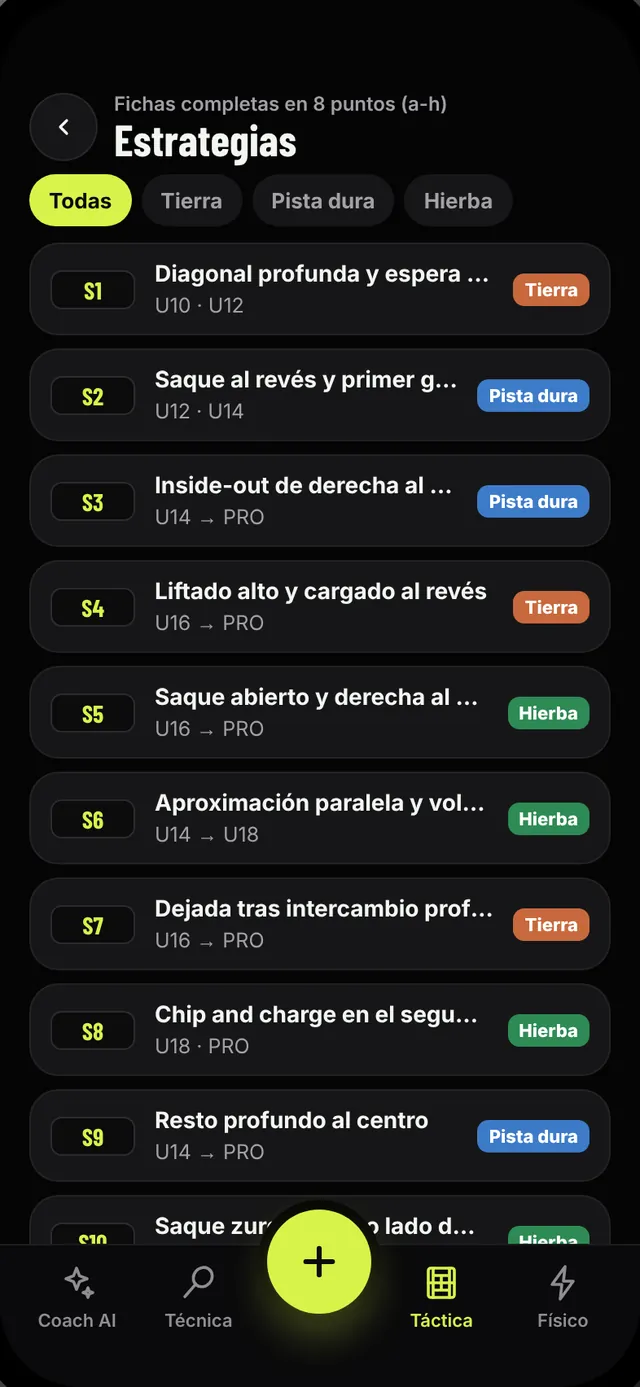 Fichas completas en 8 puntos (a-h)
Estrategias
Todas
Tierra
Pista dura
Hierba
S1
Diagonal profunda y espera ...
U10 · U12
Tierra
S2
Saque al revés y primer g...
U12 · U14
Pista dura
S3
Inside-out de derecha al ...
U14 → PRO
Pista dura
S4
Liftado alto y cargado al revés
U16 → PRO
Tierra
S5
Saque abierto y derecha al ...
U16 → PRO
Hierba
S6
Aproximación paralela y vol...
U14 → U18
Hierba
S7
Dejada tras intercambio prof...
U16 → PRO
Tierra
S8
Chip and charge en el segu...
U18 · PRO
Hierba
S9
Resto profundo al centro
U14 → PRO
Pista dura
S10
Saque lado d...
Hierba
Coach AI
Técnica
+
Táctica
Físico